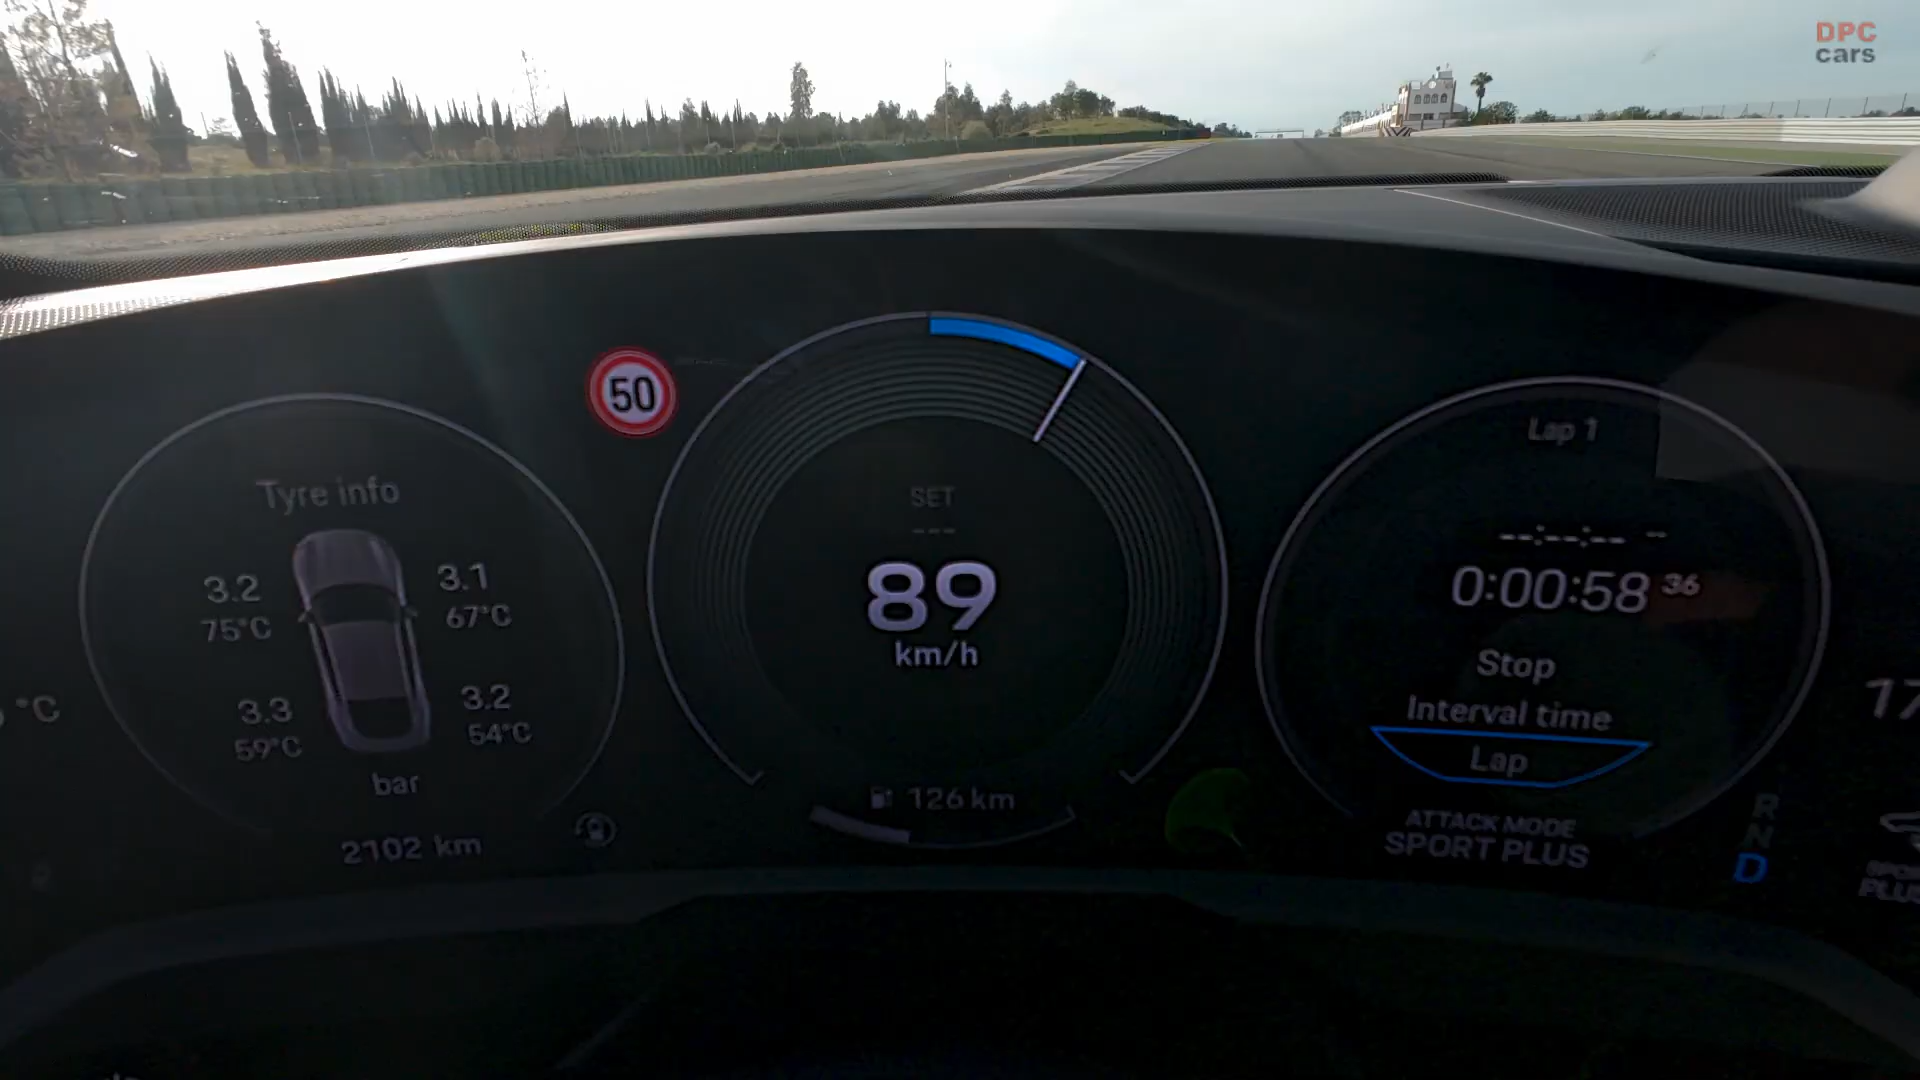 DPC
cars
50
Tyre info
3.2
75°C
3.1
67°C
3.3
59°C
3.2
54°C
bar
2102 km
°C
SET
---
89
km/h
126 km
Lap 1
--:--:-- --
0:00:58 36
Stop
Interval time
Lap
ATTACK MODE
SPORT PLUS
R
N
D
17
PLUS